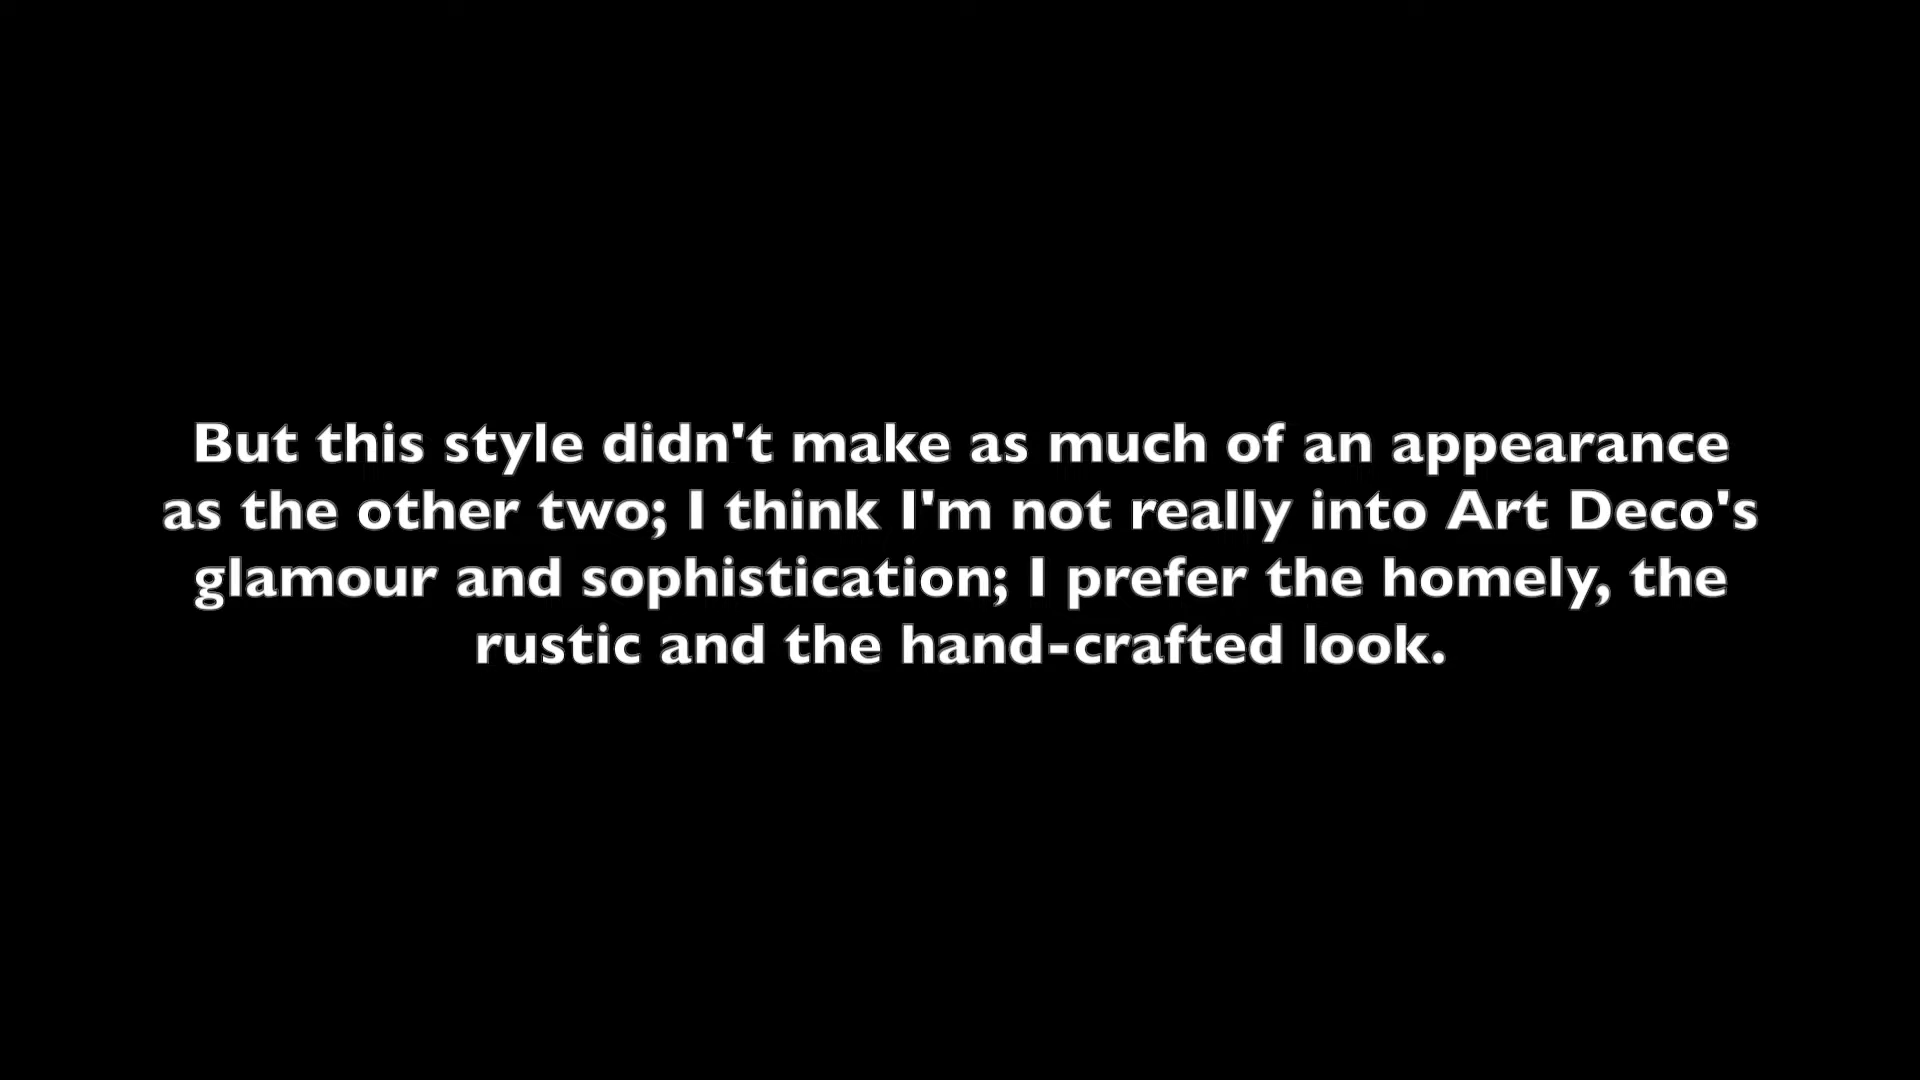 But this style didn't make as much of an appearance
as the other two; I think I'm not really into Art Deco's
glamour and sophistication; I prefer the homely, the
rustic and the hand-crafted look.